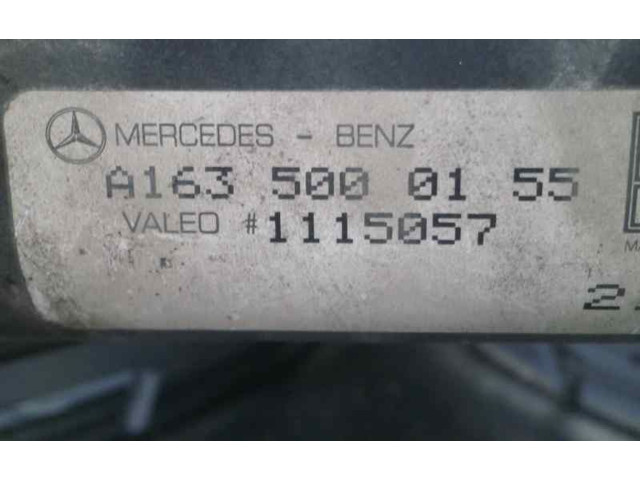 MERCEDES - BENZ
A163 500 01 55
VALEO #1115057